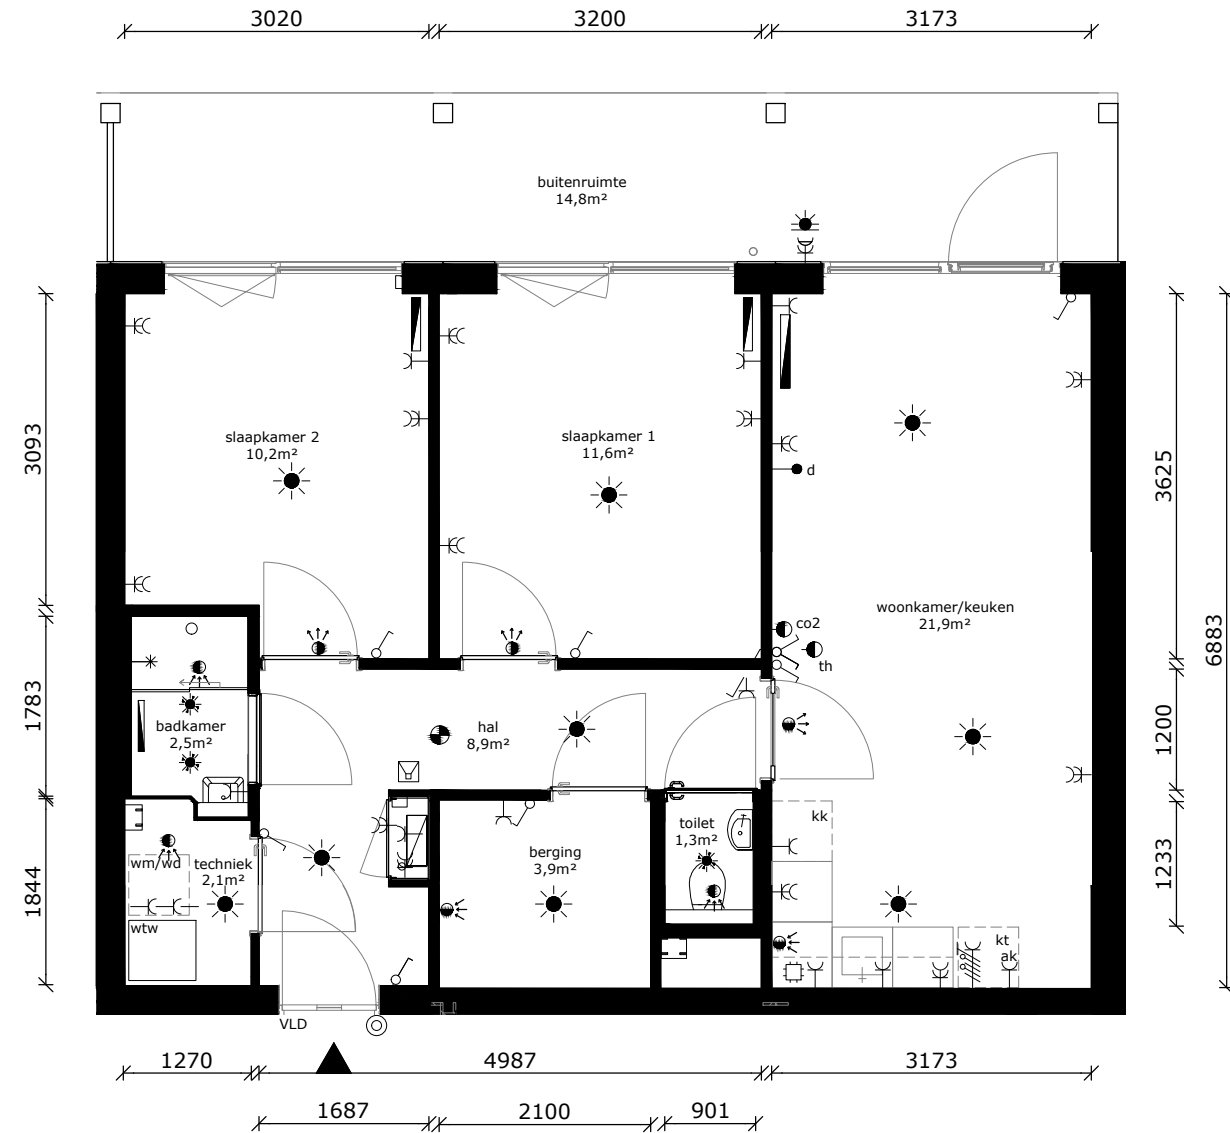 3020
3200
3173
buitenruimte
14,8m²
slaapkamer 2
10,2m²
slaapkamer 1
11,6m²
d
3093
3625
woonkamer/keuken
21,9m²
co2
th
6883
1783
badkamer
2,5m²
hal
8,9m²
1200
kk
toilet
1,3m²
berging
3,9m²
wm/wd
techniek
2,1m²
1844
1233
wtw
kt
ak
VLD
1270
4987
3173
1687
2100
901